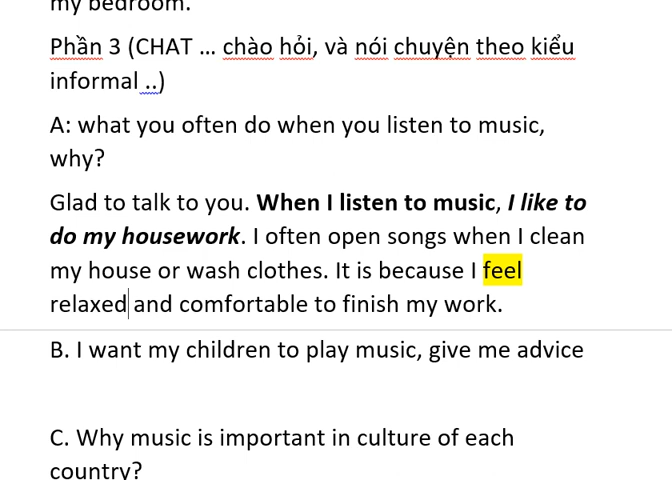 my bedroom.
Phần 3 (CHAT ... chào hỏi, và nói chuyện theo kiểu
informal ..)
A: what you often do when you listen to music,
why?
Glad to talk to you. When I listen to music, I like to
do my housework. I often open songs when I clean
my house or wash clothes. It is because I feel
relaxed and comfortable to finish my work.
B. I want my children to play music, give me advice
C. Why music is important in culture of each
country?